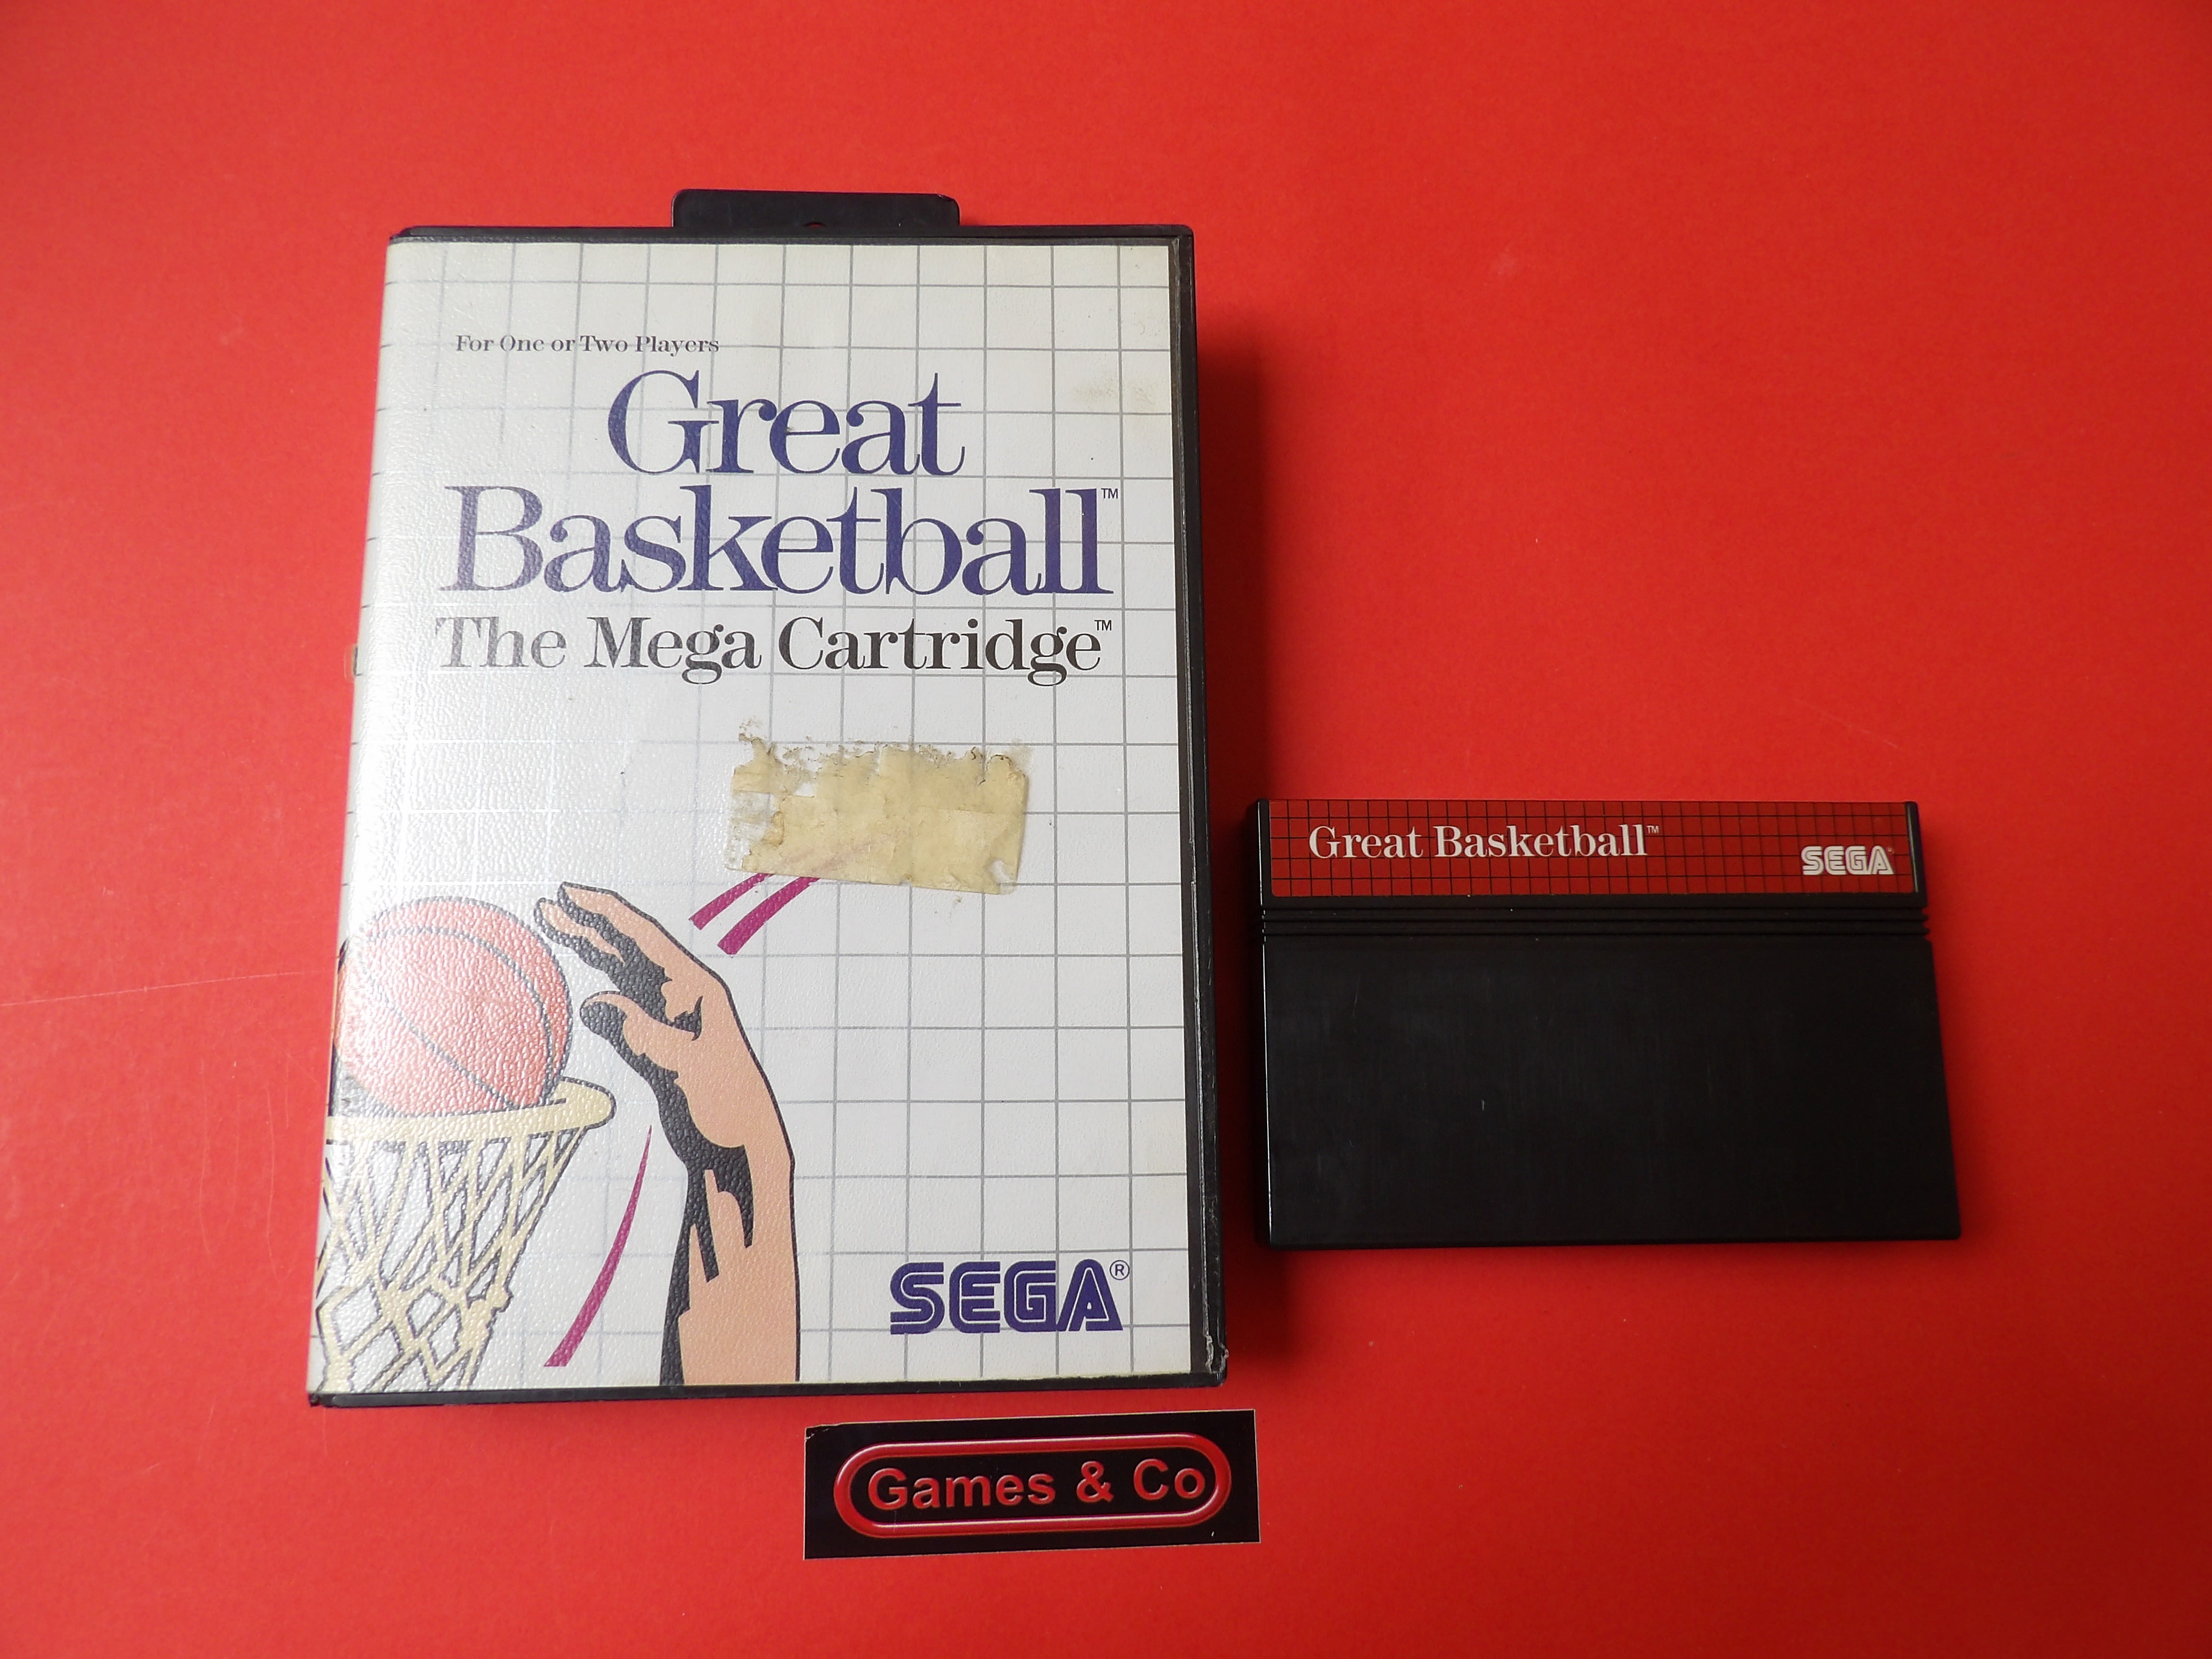 For One or Two Players
Great
Basketball™
The Mega Cartridge™
SEGA®
Great Basketball™
SEGA®
Games & Co